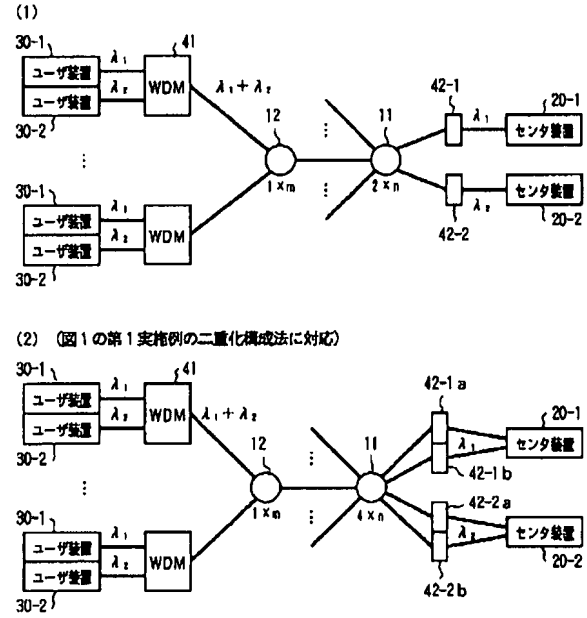 (1)
30-1
ユーザ装置
ユーザ装置
30-2
λ₁
λ₂
41
WDM
λ₁+λ₂
12
1×m
11
2×n
42-1
λ₁
20-1
センタ装置
42-2
λ₂
センタ装置
20-2
30-1
ユーザ装置
ユーザ装置
30-2
λ₁
λ₂
WDM
(2) (図1の第1実施例の二重化構成法に対応)
30-1
ユーザ装置
ユーザ装置
30-2
λ₁
λ₂
41
WDM
λ₁+λ₂
12
1×m
11
4×n
42-1a
λ₁
42-1b
20-1
センタ装置
42-2a
λ₂
42-2b
センタ装置
20-2
30-1
ユーザ装置
ユーザ装置
30-2
λ₁
λ₂
WDM